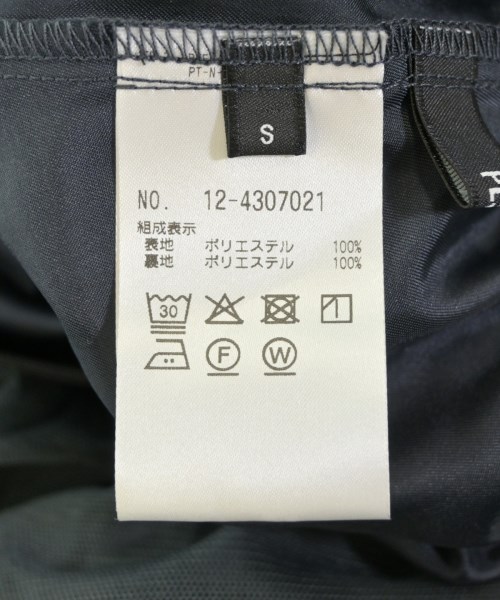 PT-N
S
NO. 12-4307021
組成表示
表地 ポリエステル 100%
裏地 ポリエステル 100%
30
F W